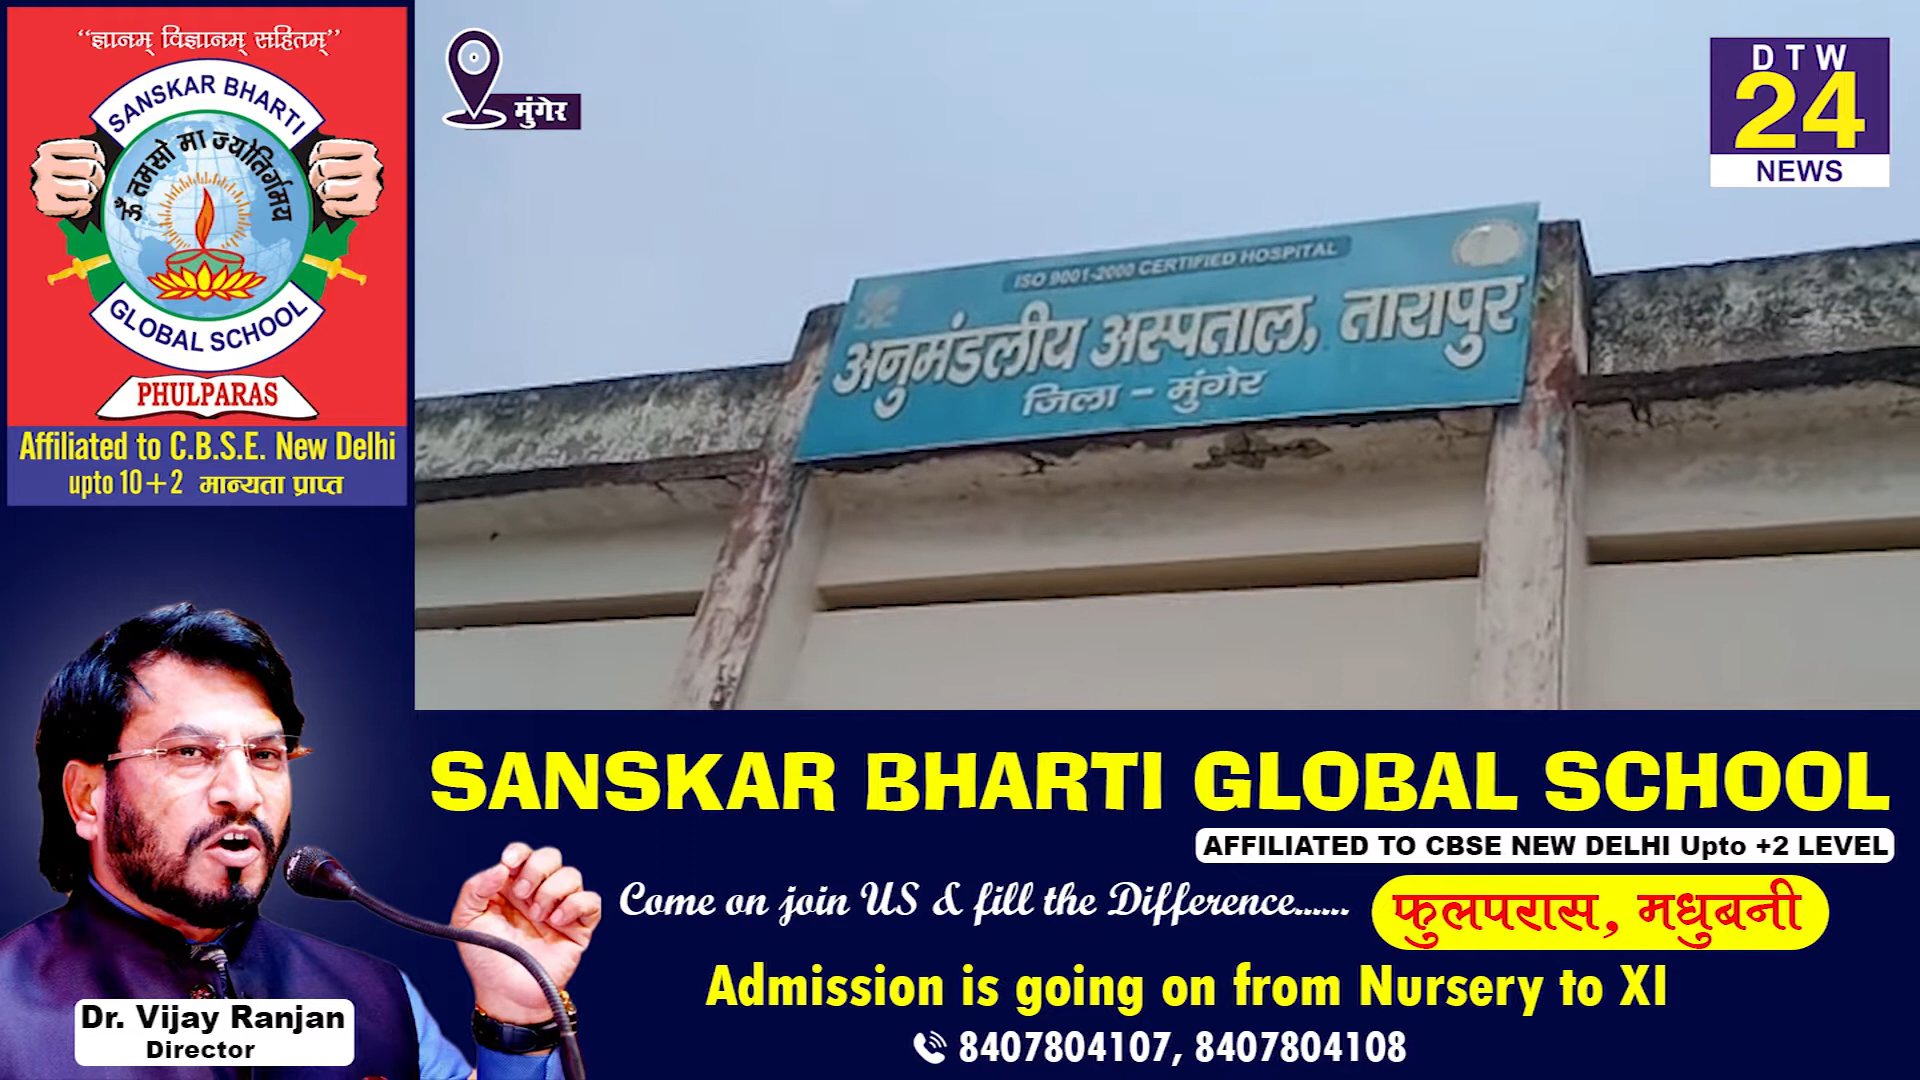 “ज्ञानम् विज्ञानम् सहितम्”
SANSKAR BHARTI
ॐ तमसो मा ज्योतिर्गमय
GLOBAL SCHOOL
PHULPARAS
Affiliated to C.B.S.E. New Delhi
upto 10+2 मान्यता प्राप्त
मुंगेर
DTW
24
NEWS
ISO 9001-2000 CERTIFIED HOSPITAL
अनुमंडलीय अस्पताल, तारापुर
जिला - मुंगेर
SANSKAR BHARTI GLOBAL SCHOOL
AFFILIATED TO CBSE NEW DELHI Upto +2 LEVEL
Come on join US & fill the Difference......
फुलपरास, मधुबनी
Admission is going on from Nursery to XI
8407804107, 8407804108
Dr. Vijay Ranjan
Director